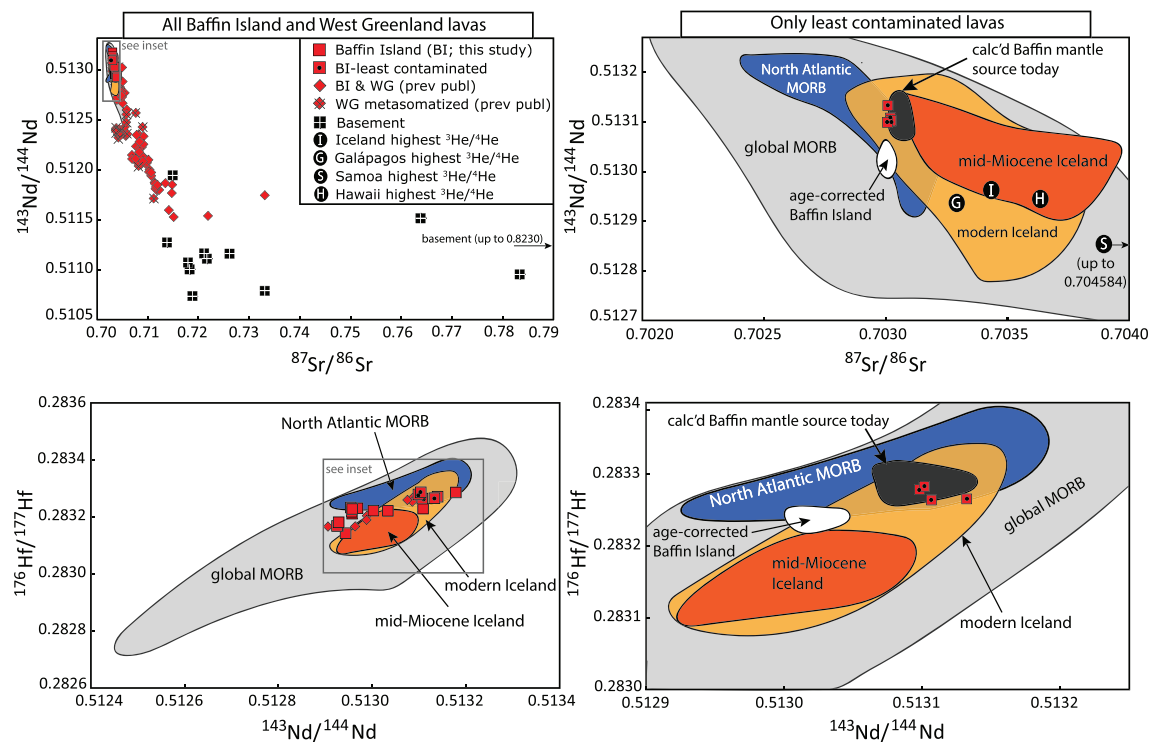 All Baffin Island and West Greenland lavas
Only least contaminated lavas
0.5130
0.5125
0.5120
0.5115
0.5110
0.5105
143Nd/144Nd
see inset
Baffin Island (BI; this study)
BI-least contaminated
BI & WG (prev publ)
WG metasomatized (prev publ)
Basement
I Iceland highest ³He/⁴He
G Galápagos highest ³He/⁴He
S Samoa highest ³He/⁴He
H Hawaii highest ³He/⁴He
basement (up to 0.8230)
0.70 0.71 0.72 0.73 0.74 0.75 0.76 0.77 0.78 0.79
87Sr/86Sr
0.5132
0.5131
0.5130
0.5129
0.5128
0.5127
143Nd/144Nd
North Atlantic
MORB
calc'd Baffin mantle
source today
global MORB
mid-Miocene Iceland
age-corrected
Baffin Island
G
I
H
modern Iceland
S
(up to
0.704584)
0.7020 0.7025 0.7030 0.7035 0.7040
87Sr/86Sr
0.2836
0.2834
0.2832
0.2830
0.2828
0.2826
176Hf/177Hf
North Atlantic MORB
see inset
global MORB
modern Iceland
mid-Miocene Iceland
0.5124 0.5126 0.5128 0.5130 0.5132 0.5134
143Nd/144Nd
0.2834
0.2833
0.2832
0.2831
0.2830
176Hf/177Hf
calc'd Baffin mantle source today
North Atlantic MORB
global MORB
age-corrected
Baffin Island
mid-Miocene
Iceland
modern Iceland
0.5129 0.5130 0.5131 0.5132
143Nd/144Nd